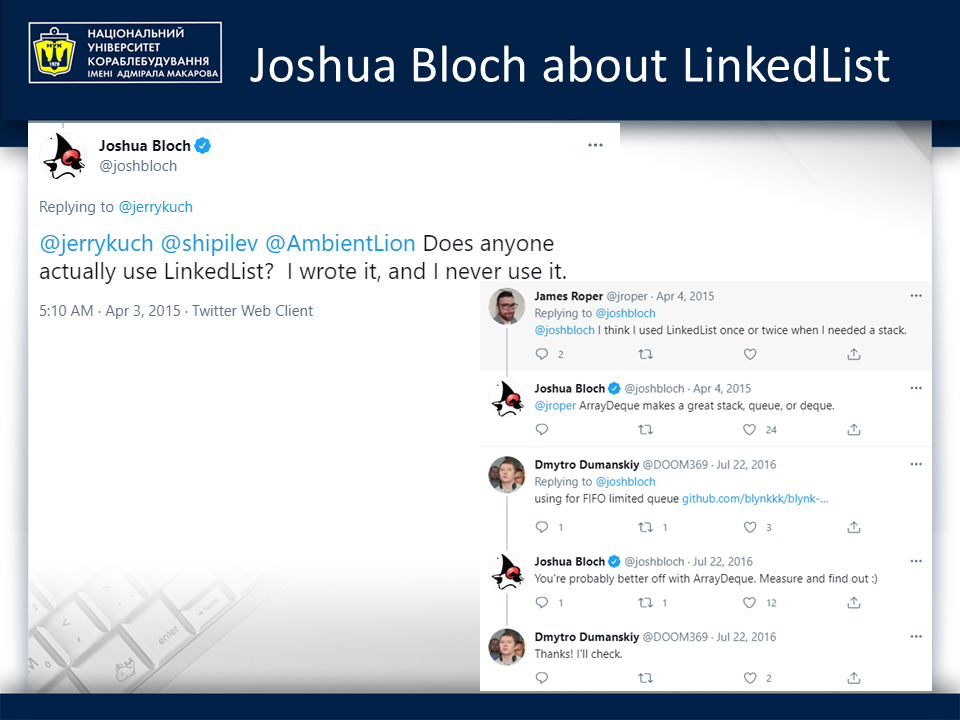 НАЦІОНАЛЬНИЙ
УНІВЕРСИТЕТ
КОРАБЛЕБУДУВАННЯ
ІМЕНІ АДМІРАЛА МАКАРОВА
НУК
1920
Joshua Bloch about LinkedList
Joshua Bloch
@joshbloch
Replying to @jerrykuch
@jerrykuch @shipilev @AmbientLion Does anyone
actually use LinkedList? I wrote it, and I never use it.
5:10 AM · Apr 3, 2015 · Twitter Web Client
James Roper @jroper · Apr 4, 2015
Replying to @joshbloch
@joshbloch I think I used LinkedList once or twice when I needed a stack.
2
Joshua Bloch @joshbloch · Apr 4, 2015
@jroper ArrayDeque makes a great stack, queue, or deque.
24
Dmytro Dumanskiy @DOOM369 · Jul 22, 2016
Replying to @joshbloch
using for FIFO limited queue github.com/blynkkk/blynk-...
1 1 3
Joshua Bloch @joshbloch · Jul 22, 2016
You're probably better off with ArrayDeque. Measure and find out :)
1 1 12
Dmytro Dumanskiy @DOOM369 · Jul 22, 2016
Thanks! I'll check.
2
enter